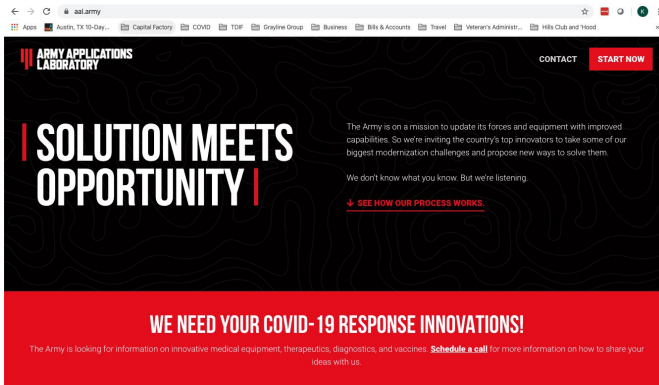 aal.army
K
Apps Austin, TX 10-Day... Capital Factory COVID TDIF Grayline Group Business Bills & Accounts Travel Veteran's Administr... Hills Club and 'Hood
ARMY APPLICATIONS
LABORATORY
CONTACT START NOW
SOLUTION MEETS
OPPORTUNITY
The Army is on a mission to update its forces and equipment with improved
capabilities. So we're inviting the country's top innovators to take some of our
biggest modernization challenges and propose new ways to solve them.
We don't know what you know. But we're listening.
SEE HOW OUR PROCESS WORKS.
WE NEED YOUR COVID-19 RESPONSE INNOVATIONS!
The Army is looking for information on innovative medical equipment, therapeutics, diagnostics, and vaccines. Schedule a call for more information on how to share your
ideas with us.